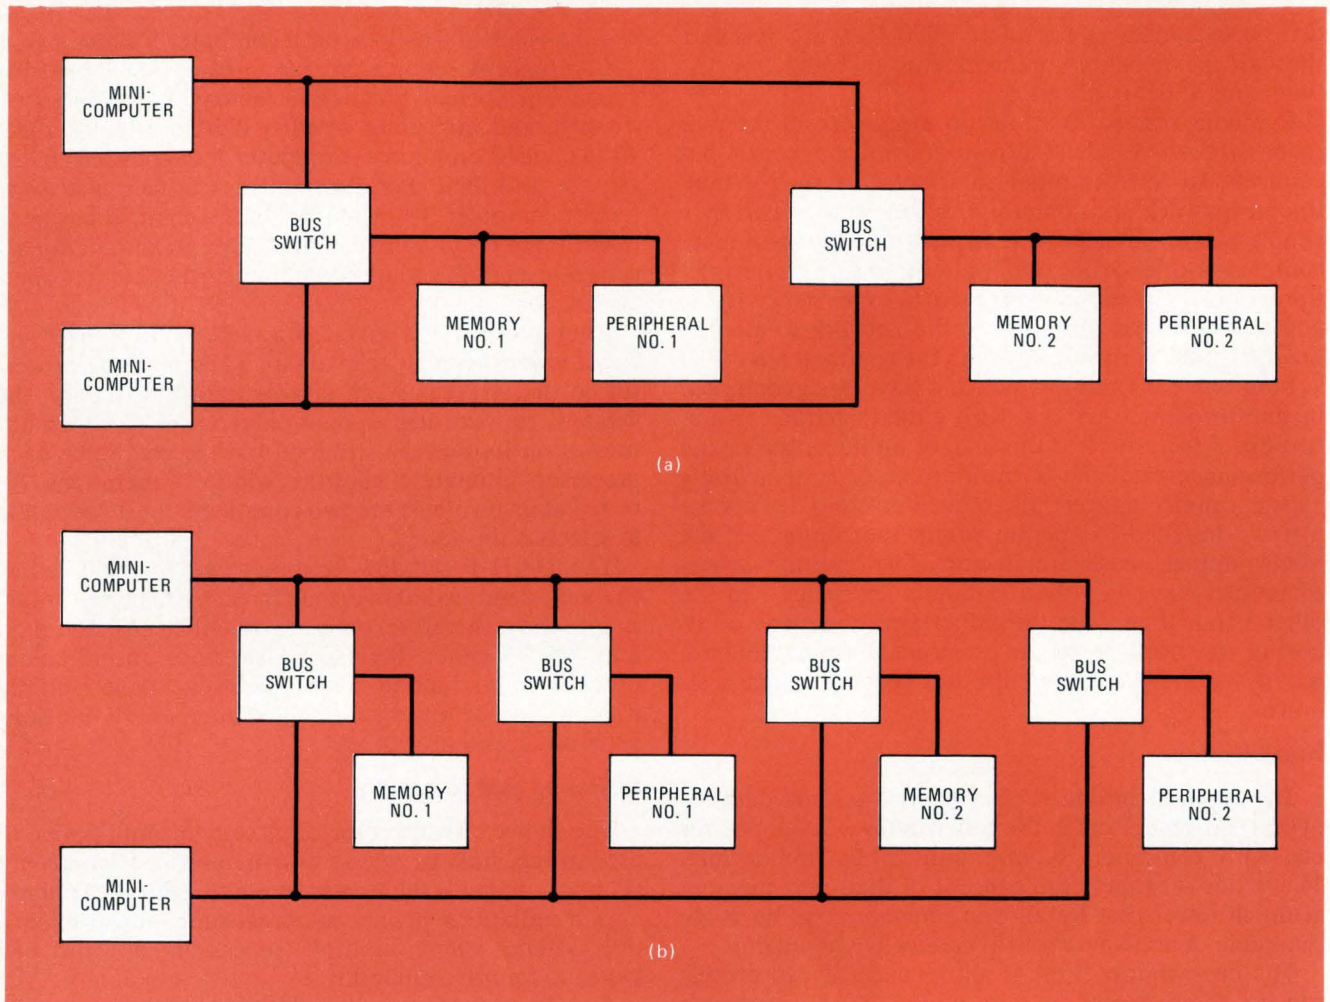 MINI-
COMPUTER
BUS
SWITCH
BUS
SWITCH
MEMORY
NO. 1
PERIPHERAL
NO. 1
MEMORY
NO. 2
PERIPHERAL
NO. 2
MINI-
COMPUTER
(a)
MINI-
COMPUTER
BUS
SWITCH
BUS
SWITCH
BUS
SWITCH
BUS
SWITCH
MEMORY
NO. 1
PERIPHERAL
NO. 1
MEMORY
NO. 2
PERIPHERAL
NO. 2
MINI-
COMPUTER
(b)